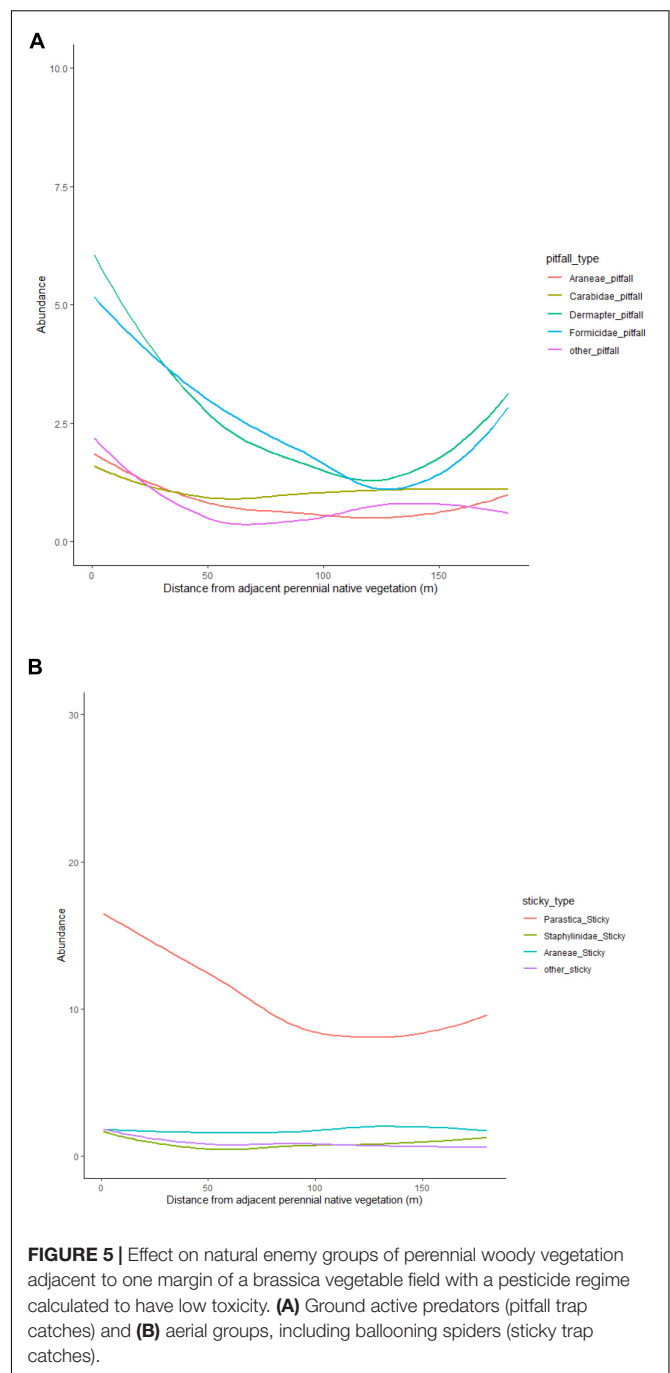 A
10.0
7.5
5.0
2.5
0.0
Abundance
0
50
100
150
Distance from adjacent perennial native vegetation (m)
pitfall_type
Araneae_pitfall
Carabidae_pitfall
Dermapter_pitfall
Formicidae_pitfall
other_pitfall
B
30
20
10
0
Abundance
0
50
100
150
Distance from adjacent perennial native vegetation (m)
sticky_type
Parastica_Sticky
Staphylinidae_Sticky
Araneae_Sticky
other_sticky
FIGURE 5 | Effect on natural enemy groups of perennial woody vegetation
adjacent to one margin of a brassica vegetable field with a pesticide regime
calculated to have low toxicity. (A) Ground active predators (pitfall trap
catches) and (B) aerial groups, including ballooning spiders (sticky trap
catches).